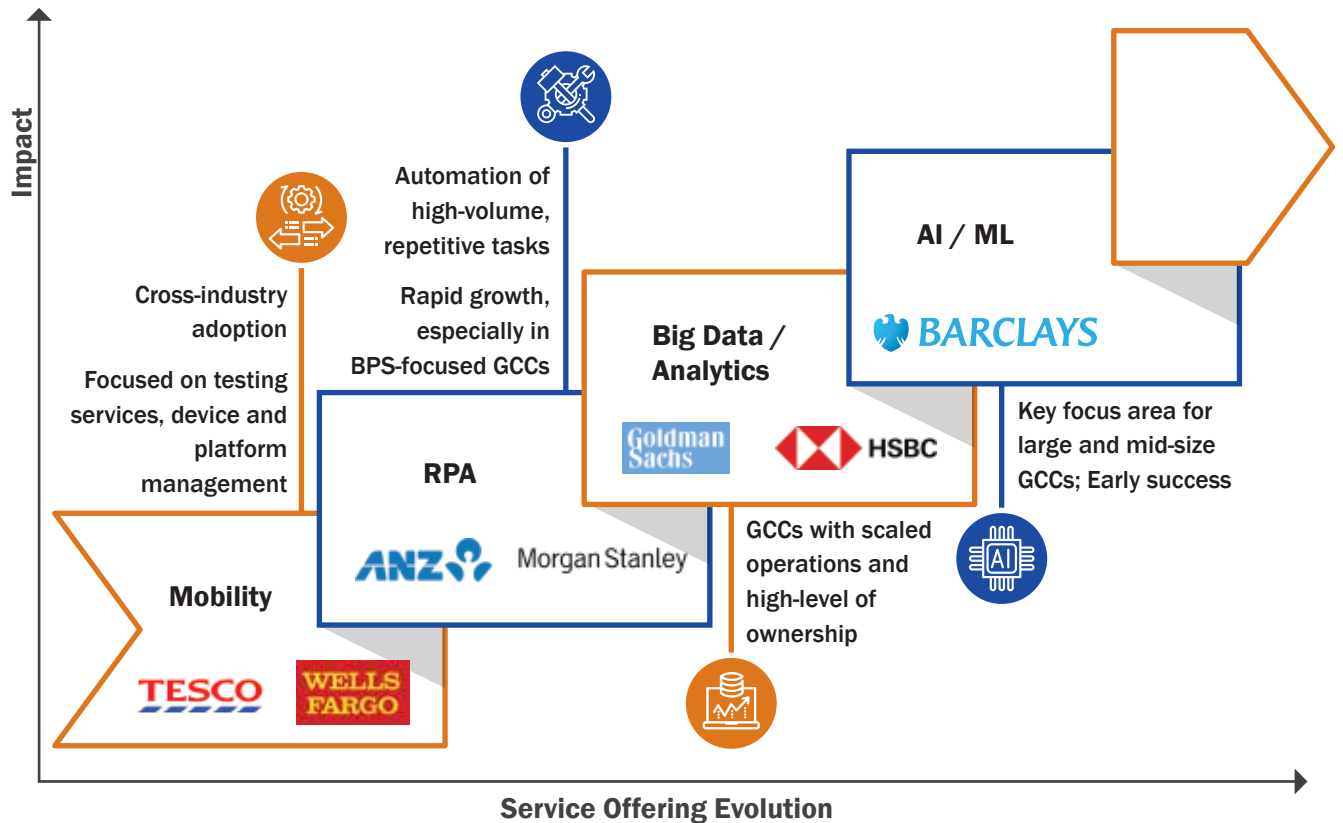 Impact
Cross-industry
adoption
Focused on testing
services, device and
platform
management
Mobility
TESCO
WELLS
FARGO
Automation of
high-volume,
repetitive tasks
Rapid growth,
especially in
BPS-focused GCCs
RPA
ANZ
Morgan Stanley
Big Data /
Analytics
Goldman
Sachs
HSBC
GCCs with scaled
operations and
high-level of
ownership
AI / ML
BARCLAYS
Key focus area for
large and mid-size
GCCs; Early success
AI
Service Offering Evolution